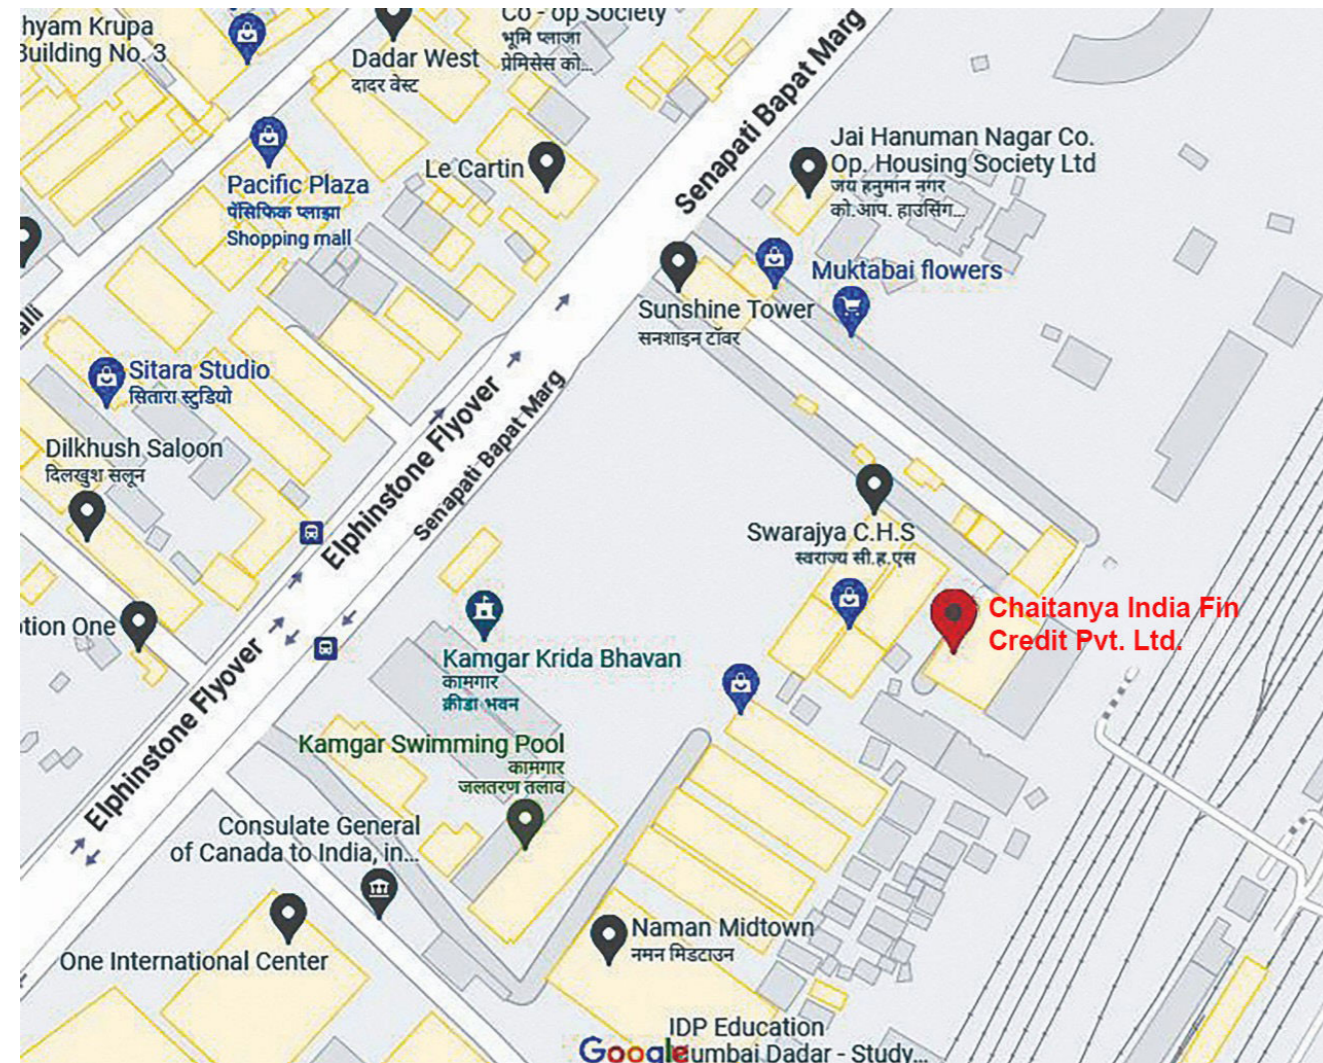 hyam Krupa
Building No. 3
Dadar West
दादर वेस्ट
Co - op Society
भूमि प्लाजा
प्रेमिसेस को...
Senapati Bapat Marg
Pacific Plaza
पॅसिफिक प्लाझा
Shopping mall
Le Cartin
Jai Hanuman Nagar Co.
Op. Housing Society Ltd
जय हनुमान नगर
को.आप. हाउसिंग...
Muktabai flowers
Sunshine Tower
सनशाइन टॉवर
alli
Sitara Studio
सितारा स्टुडियो
Elphinstone Flyover
Senapati Bapat Marg
Dilkhush Saloon
दिलखुश सलून
Swarajya C.H.S
स्वराज्य सी.ह.एस
Chaitanya India Fin
Credit Pvt. Ltd.
tion One
Kamgar Krida Bhavan
कामगार
क्रीडा भवन
Elphinstone Flyover
Kamgar Swimming Pool
कामगार
जलतरण तलाव
Consulate General
of Canada to India, in...
One International Center
Naman Midtown
नमन मिडटाउन
IDP Education
Google umbai Dadar - Study...